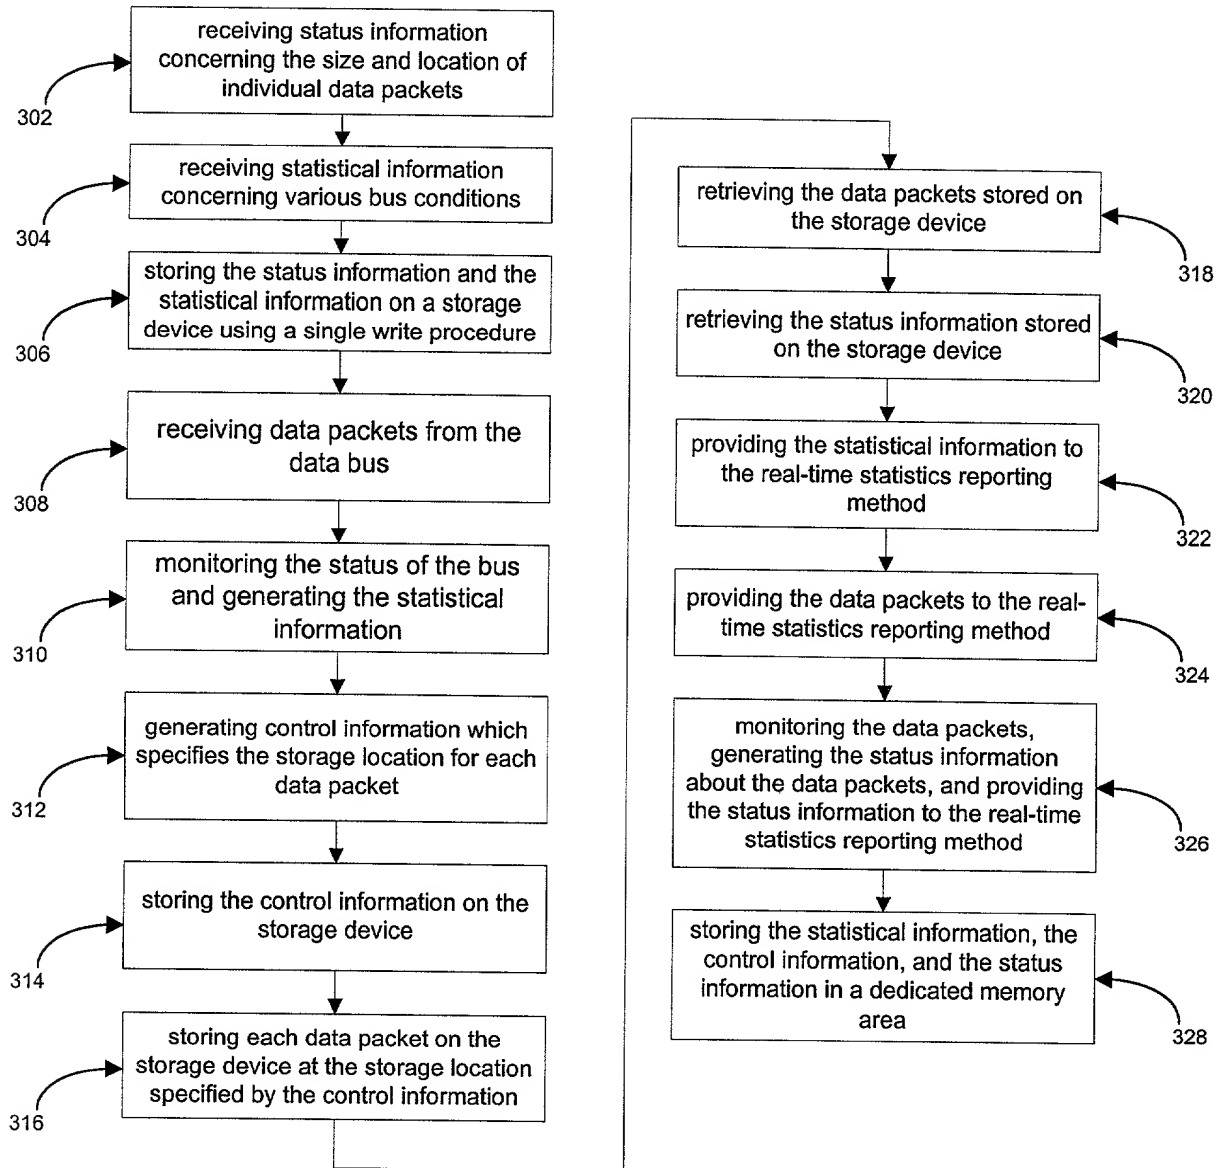 receiving status information
concerning the size and location of
individual data packets
302
receiving statistical information
concerning various bus conditions
304
storing the status information and the
statistical information on a storage
device using a single write procedure
306
receiving data packets from the
data bus
308
monitoring the status of the bus
and generating the statistical
information
310
generating control information which
specifies the storage location for each
data packet
312
storing the control information on the
storage device
314
storing each data packet on the
storage device at the storage location
specified by the control information
316
retrieving the data packets stored on
the storage device
318
retrieving the status information stored
on the storage device
320
providing the statistical information to
the real-time statistics reporting
method
322
providing the data packets to the real-
time statistics reporting method
324
monitoring the data packets,
generating the status information
about the data packets, and providing
the status information to the real-time
statistics reporting method
326
storing the statistical information, the
control information, and the status
information in a dedicated memory
area
328